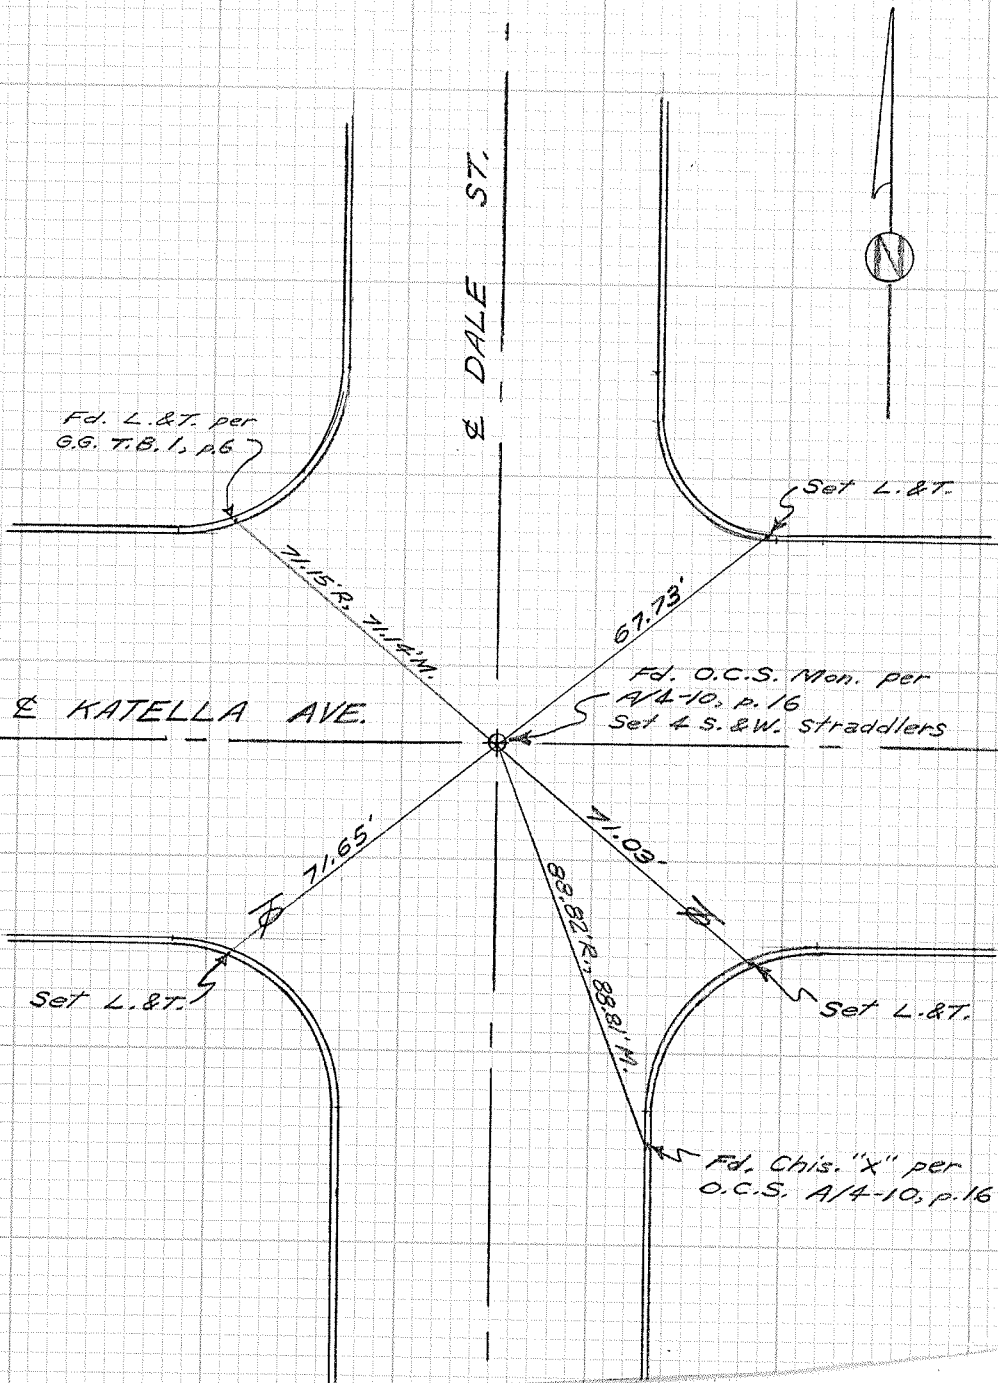 ℄ DALE ST.
N
Fd. L.&T. per
G.G. T.B. 1, p.6
Set L.&T.
71.15'R, 71.14'M.
67.73'
Fd. O.C.S. Mon. per
A/4-10, p. 16
Set 4 S.&W. straddlers
℄ KATELLA AVE.
71.65'
71.03'
88.82'R., 88.81'M.
Set L.&T.
Set L.&T.
Fd. Chis. "X" per
O.C.S. A/4-10, p.16